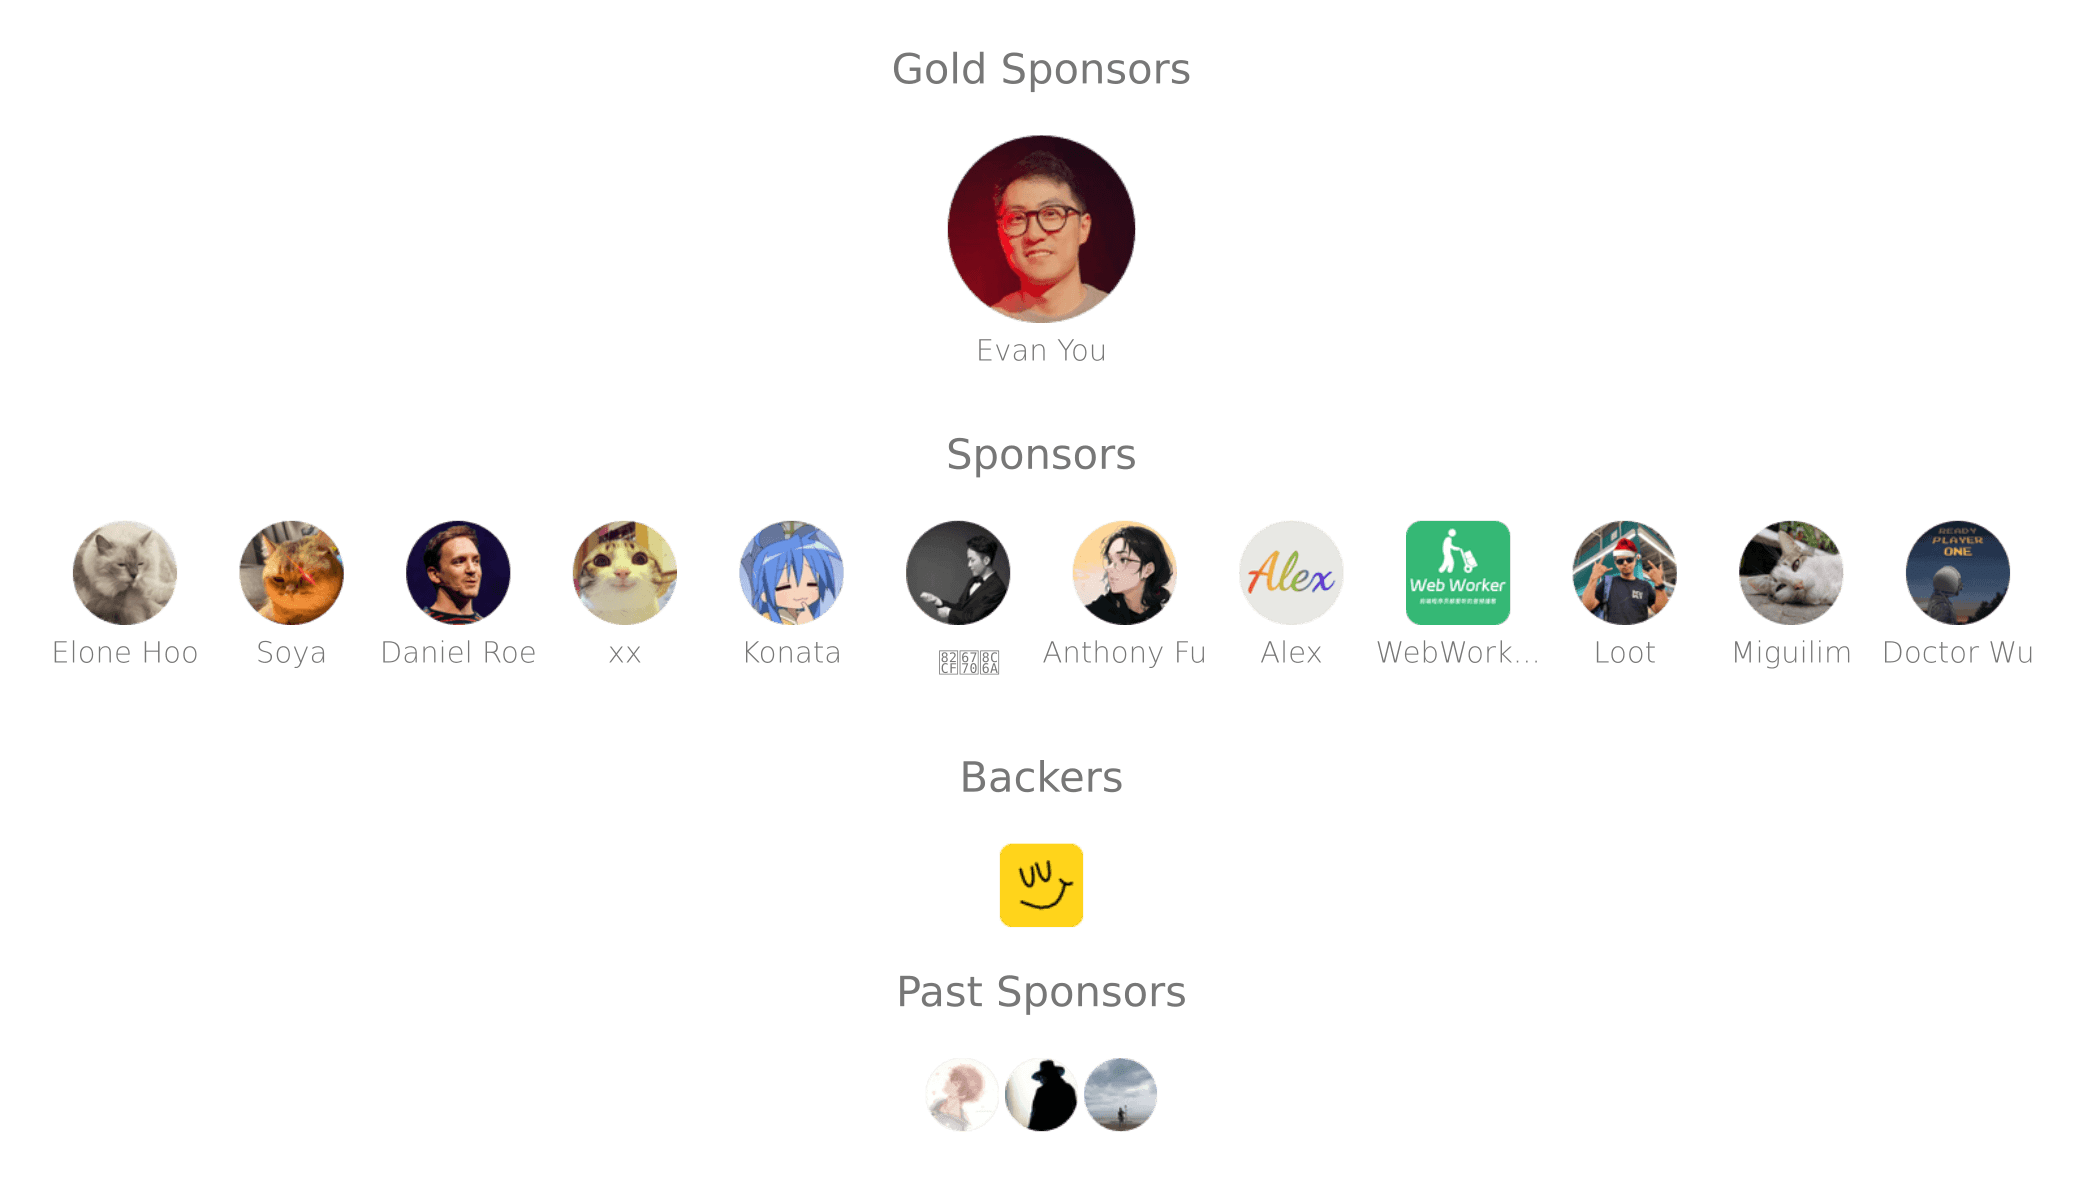 Gold Sponsors
Evan You
Sponsors
READY
PLAYER
ONE
Alex
Web Worker
Elone Hoo
Soya
Daniel Roe
xx
Konata
Anthony Fu
Alex
WebWork...
Loot
Miguilim
Doctor Wu
Backers
Past Sponsors